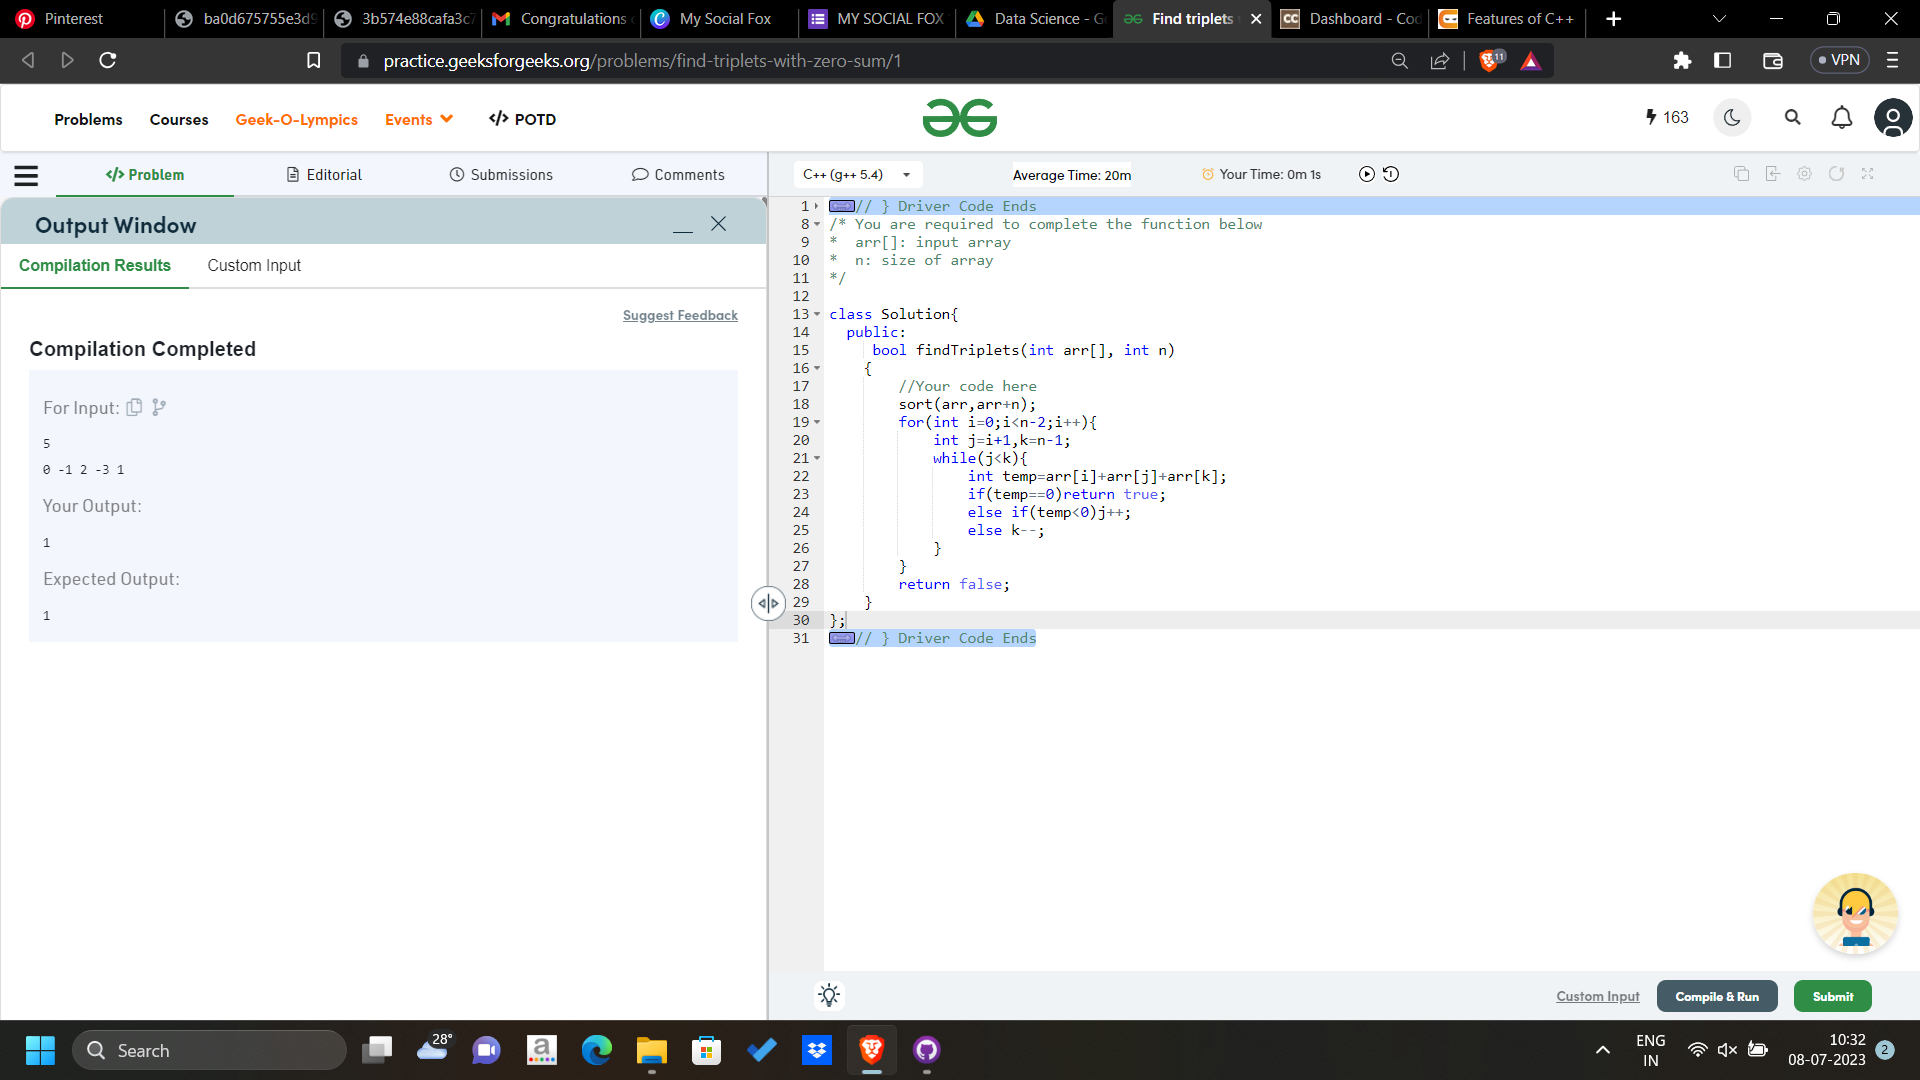 Pinterest
ba0d675755e3d9
3b574e88cafa3c7
Congratulations
My Social Fox
MY SOCIAL FOX
Data Science - G
Find triplets
CC
Dashboard - Cod
Features of C++
practice.geeksforgeeks.org/problems/find-triplets-with-zero-sum/1
11
VPN
Problems
Courses
Geek-O-Lympics
Events
</> POTD
163
</> Problem
Editorial
Submissions
Comments
C++ (g++ 5.4)
Average Time: 20m
Your Time: 0m 1s
Output Window
Compilation Results
Custom Input
Suggest Feedback
Compilation Completed
For Input:
5
0 -1 2 -3 1
Your Output:
1
Expected Output:
1
1 // } Driver Code Ends
8 /* You are required to complete the function below
9 *  arr[]: input array
10 *  n: size of array
11 */
12
13 class Solution{
14 public:
15 bool findTriplets(int arr[], int n)
16 {
17 //Your code here
18 sort(arr,arr+n);
19 for(int i=0;i<n-2;i++){
20 int j=i+1,k=n-1;
21 while(j<k){
22 int temp=arr[i]+arr[j]+arr[k];
23 if(temp==0)return true;
24 else if(temp<0)j++;
25 else k--;
26 }
27 }
28 return false;
29 }
30 };
31 // } Driver Code Ends
Custom Input
Compile & Run
Submit
Search
28°
a
ENG
IN
10:32
08-07-2023
2